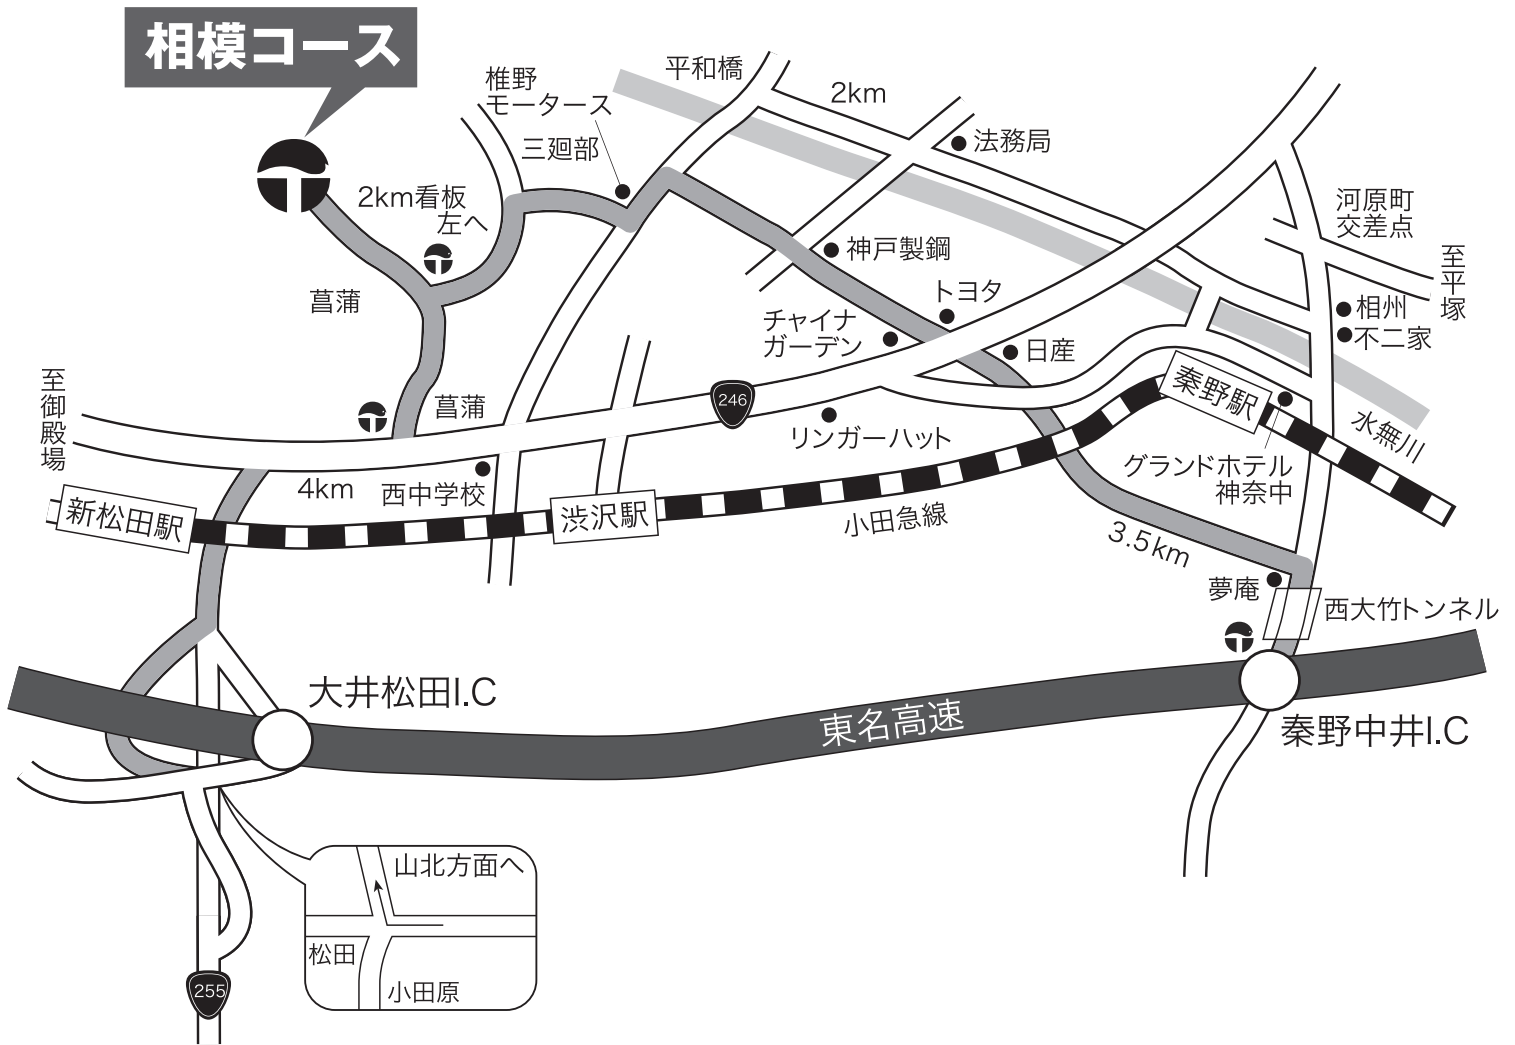 相模コース
椎野
モータース
三廻部
平和橋
2km
法務局
2km看板
左へ
神戸製鋼
河原町
交差点
至平塚
菖蒲
トヨタ
チャイナ
ガーデン
日産
相州
不二家
至御殿場
菖蒲
246
リンガーハット
秦野駅
水無川
4km
西中学校
新松田駅
渋沢駅
小田急線
グランドホテル
神奈中
3.5km
夢庵
西大竹トンネル
大井松田I.C
東名高速
秦野中井I.C
山北方面へ
松田
小田原
255